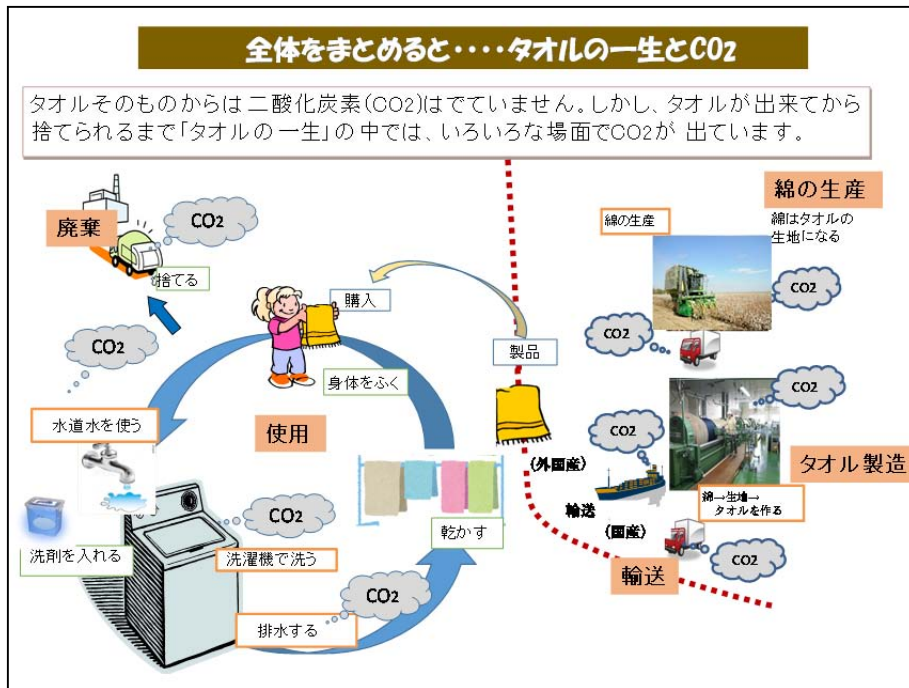 全体をまとめると････タオルの一生とCO2
タオルそのものからは二酸化炭素(CO2)はでていません。しかし、タオルが出来てから
捨てられるまで「タオルの一生」の中では、いろいろな場面でCO2が 出ています。
綿の生産
綿はタオルの
生地になる
綿の生産
CO2
CO2
CO2
タオル製造
綿→生地→
タオルを作る
CO2
(外国産)
輸送
(国産)
輸送
CO2
製品
購入
身体をふく
使用
水道水を使う
CO2
洗剤を入れる
洗濯機で洗う
CO2
排水する
CO2
乾かす
廃棄
CO2
捨てる